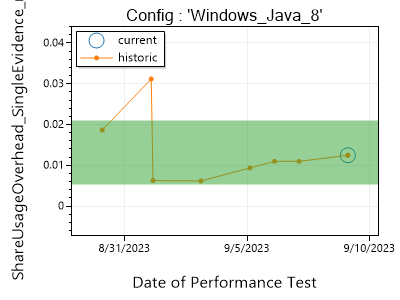 Config : 'Windows_Java_8'
current
historic
0.04
0.03
0.02
0.01
0
ShareUsageOverhead_SingleEvidence_
8/31/2023
9/5/2023
9/10/2023
Date of Performance Test